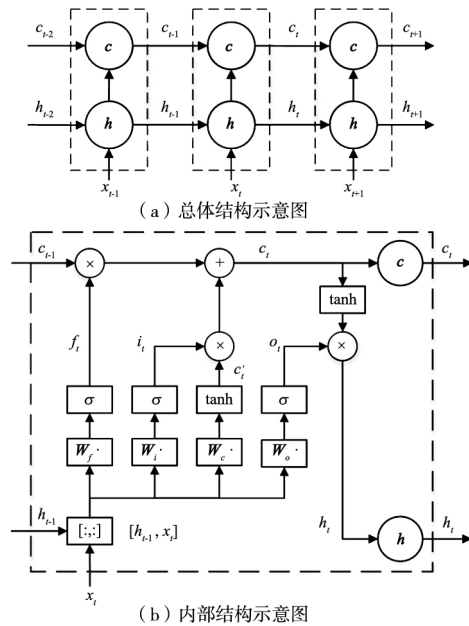 c c c
c_{t-2} c_{t-1} c_t c_{t+1}
h_{t-2} h_{t-1} h_t h_{t+1}
h h h
x_{t-1} x_t x_{t+1}
（a）总体结构示意图
c_{t-1} × + c_t c c_t
tanh
f_t i_t × o_t ×
c'_t
σ σ tanh σ
W_f · W_i · W_c · W_o ·
h_{t-1} [:,:] [h_{t-1}, x_t] h_t h h_t
x_t
（b）内部结构示意图